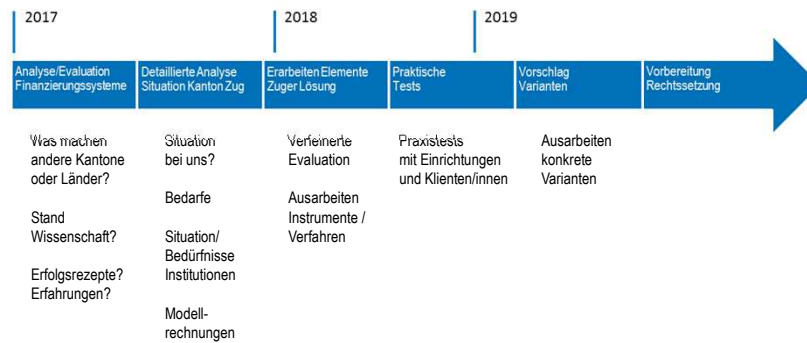 2017
2018
2019
Analyse/Evaluation
Finanzierungssysteme
Detaillierte Analyse
Situation Kanton Zug
Erarbeiten Elemente
Zuger Lösung
Praktische
Tests
Vorschlag
Varianten
Vorbereitung
Rechtssetzung
Was machen
andere Kantone
oder Länder?
Stand
Wissenschaft?
Erfolgsrezepte?
Erfahrungen?
Situation
bei uns?
Bedarfe
Situation/
Bedürfnisse
Institutionen
Modell-
rechnungen
Verfeinerte
Evaluation
Ausarbeiten
Instrumente /
Verfahren
Praxistests
mit Einrichtungen
und Klienten/innen
Ausarbeiten
konkrete
Varianten